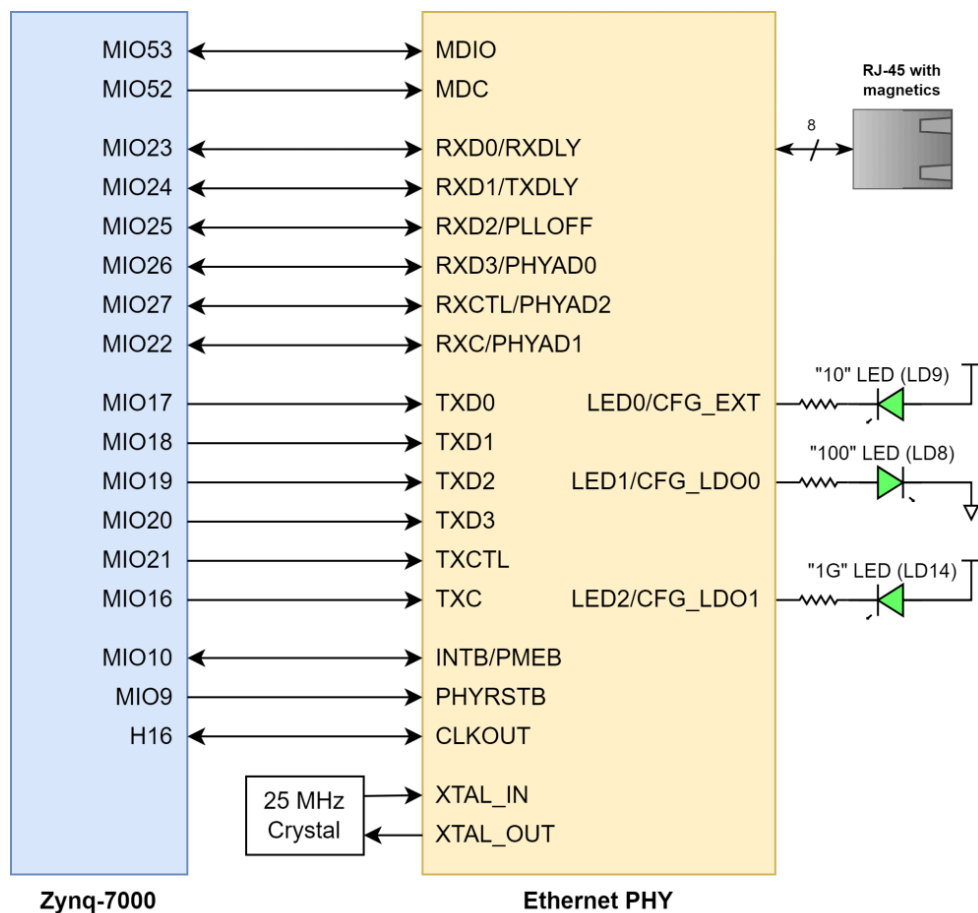 MIO53
MDIO
MIO52
MDC
RJ-45 with
magnetics
8
MIO23
RXD0/RXDLY
MIO24
RXD1/TXDLY
MIO25
RXD2/PLLOFF
MIO26
RXD3/PHYAD0
MIO27
RXCTL/PHYAD2
MIO22
RXC/PHYAD1
"10" LED (LD9)
MIO17
TXD0
LED0/CFG_EXT
MIO18
TXD1
"100" LED (LD8)
MIO19
TXD2
LED1/CFG_LDO0
MIO20
TXD3
MIO21
TXCTL
"1G" LED (LD14)
MIO16
TXC
LED2/CFG_LDO1
MIO10
INTB/PMEB
MIO9
PHYRSTB
H16
CLKOUT
25 MHz
Crystal
XTAL_IN
XTAL_OUT
Zynq-7000
Ethernet PHY